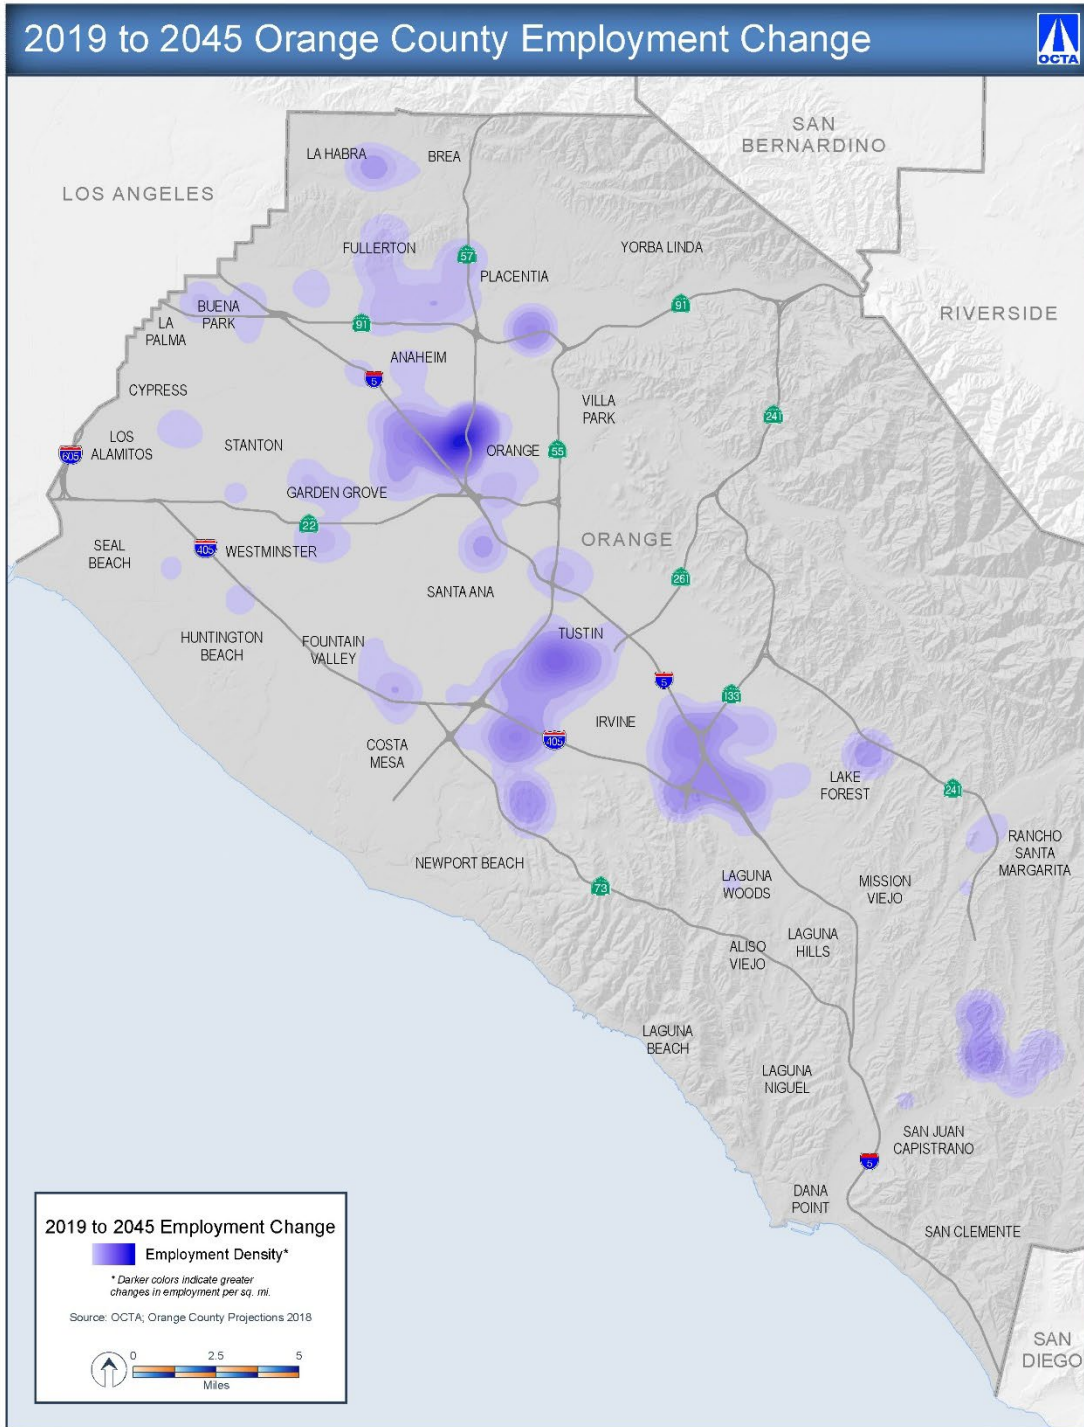 2019 to 2045 Orange County Employment Change
OCTA
SAN
BERNARDINO
LA HABRA
BREA
LOS ANGELES
FULLERTON
57
YORBA LINDA
PLACENTIA
BUENA
PARK
91
RIVERSIDE
LA
PALMA
91
ANAHEIM
5
CYPRESS
VILLA
PARK
241
LOS
ALAMITOS
STANTON
ORANGE
55
605
GARDEN GROVE
22
SEAL
BEACH
405
WESTMINSTER
ORANGE
261
SANTA ANA
TUSTIN
HUNTINGTON
BEACH
FOUNTAIN
VALLEY
5
133
IRVINE
405
COSTA
MESA
LAKE
FOREST
241
RANCHO
SANTA
MARGARITA
NEWPORT BEACH
73
LAGUNA
WOODS
MISSION
VIEJO
LAGUNA
HILLS
ALISO
VIEJO
LAGUNA
BEACH
LAGUNA
NIGUEL
SAN JUAN
CAPISTRANO
5
DANA
POINT
SAN CLEMENTE
SAN
DIEGO
2019 to 2045 Employment Change
Employment Density*
* Darker colors indicate greater
changes in employment per sq. mi.
Source: OCTA; Orange County Projections 2018
0 2.5 5
Miles